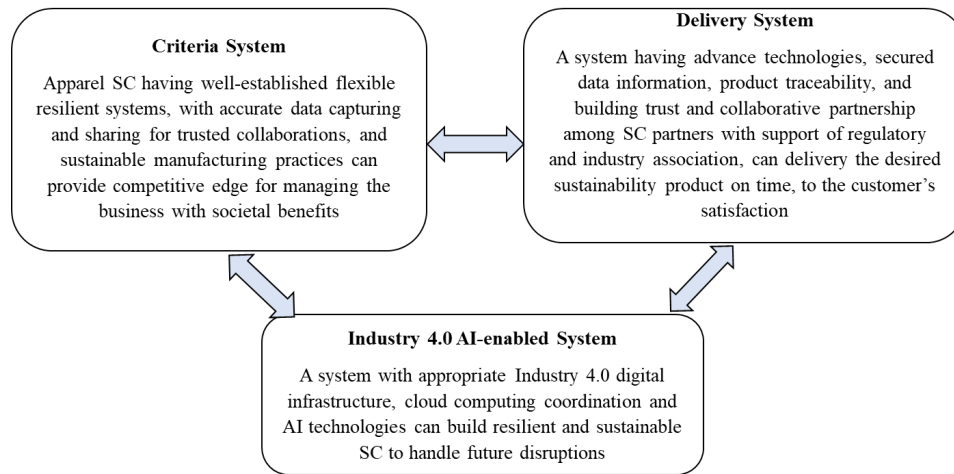 Criteria System
Apparel SC having well-established flexible
resilient systems, with accurate data capturing
and sharing for trusted collaborations, and
sustainable manufacturing practices can
provide competitive edge for managing the
business with societal benefits
Delivery System
A system having advance technologies, secured
data information, product traceability, and
building trust and collaborative partnership
among SC partners with support of regulatory
and industry association, can delivery the desired
sustainability product on time, to the customer's
satisfaction
Industry 4.0 AI-enabled System
A system with appropriate Industry 4.0 digital
infrastructure, cloud computing coordination and
AI technologies can build resilient and sustainable
SC to handle future disruptions